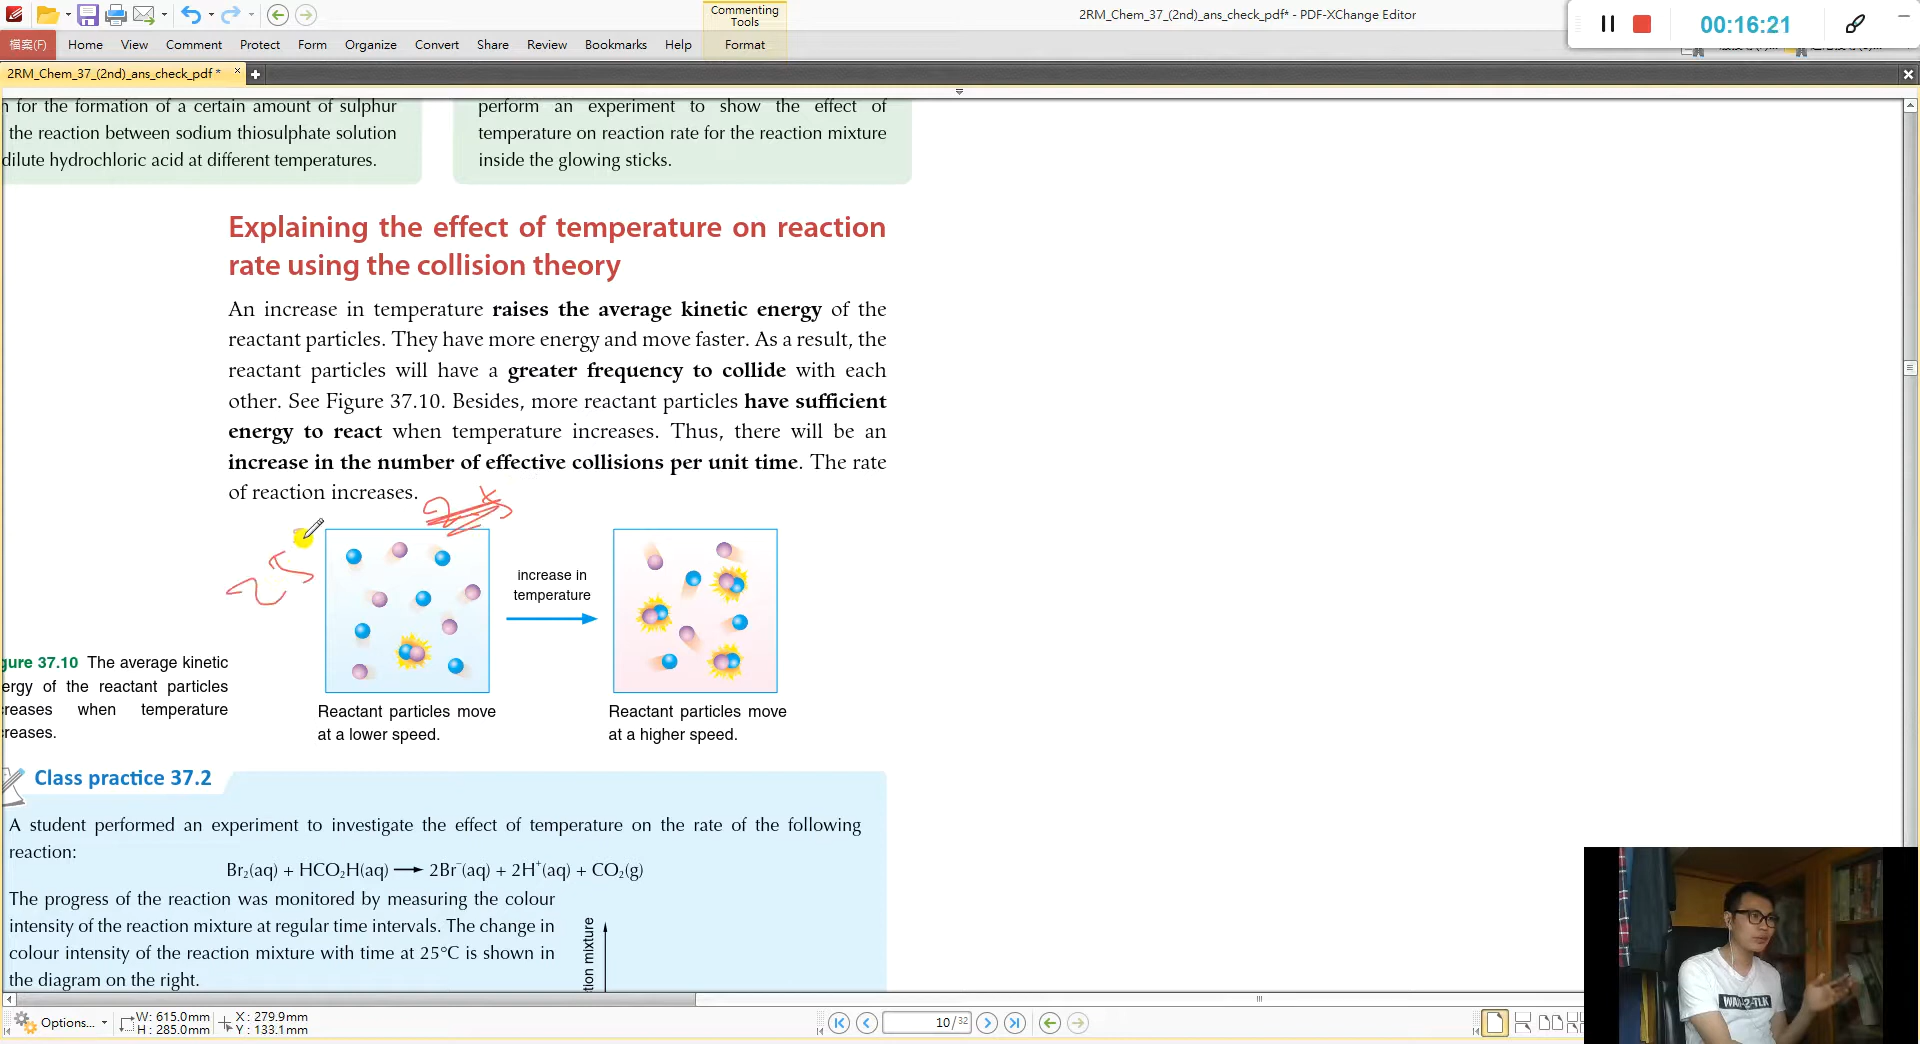 Commenting
Tools
2RM_Chem_37_(2nd)_ans_check_pdf* - PDF-XChange Editor
00:16:21
檔案(F)
Home View Comment Protect Form Organize Convert Share Review Bookmarks Help Format
2RM_Chem_37_(2nd)_ans_check_pdf *
for the formation of a certain amount of sulphur
the reaction between sodium thiosulphate solution
dilute hydrochloric acid at different temperatures.
perform an experiment to show the effect of
temperature on reaction rate for the reaction mixture
inside the glowing sticks.
Explaining the effect of temperature on reaction
rate using the collision theory
An increase in temperature raises the average kinetic energy of the
reactant particles. They have more energy and move faster. As a result, the
reactant particles will have a greater frequency to collide with each
other. See Figure 37.10. Besides, more reactant particles have sufficient
energy to react when temperature increases. Thus, there will be an
increase in the number of effective collisions per unit time. The rate
of reaction increases.
25
increase in
temperature
gure 37.10 The average kinetic
ergy of the reactant particles
creases when temperature
creases.
Reactant particles move
at a lower speed.
Reactant particles move
at a higher speed.
Class practice 37.2
A student performed an experiment to investigate the effect of temperature on the rate of the following
reaction:
Br₂(aq) + HCO₂H(aq) ⟶ 2Br⁻(aq) + 2H⁺(aq) + CO₂(g)
The progress of the reaction was monitored by measuring the colour
intensity of the reaction mixture at regular time intervals. The change in
colour intensity of the reaction mixture with time at 25°C is shown in
the diagram on the right.
tion mixture
Options...
W: 615.0mm
H: 285.0mm
X: 279.9mm
Y: 133.1mm
10/32